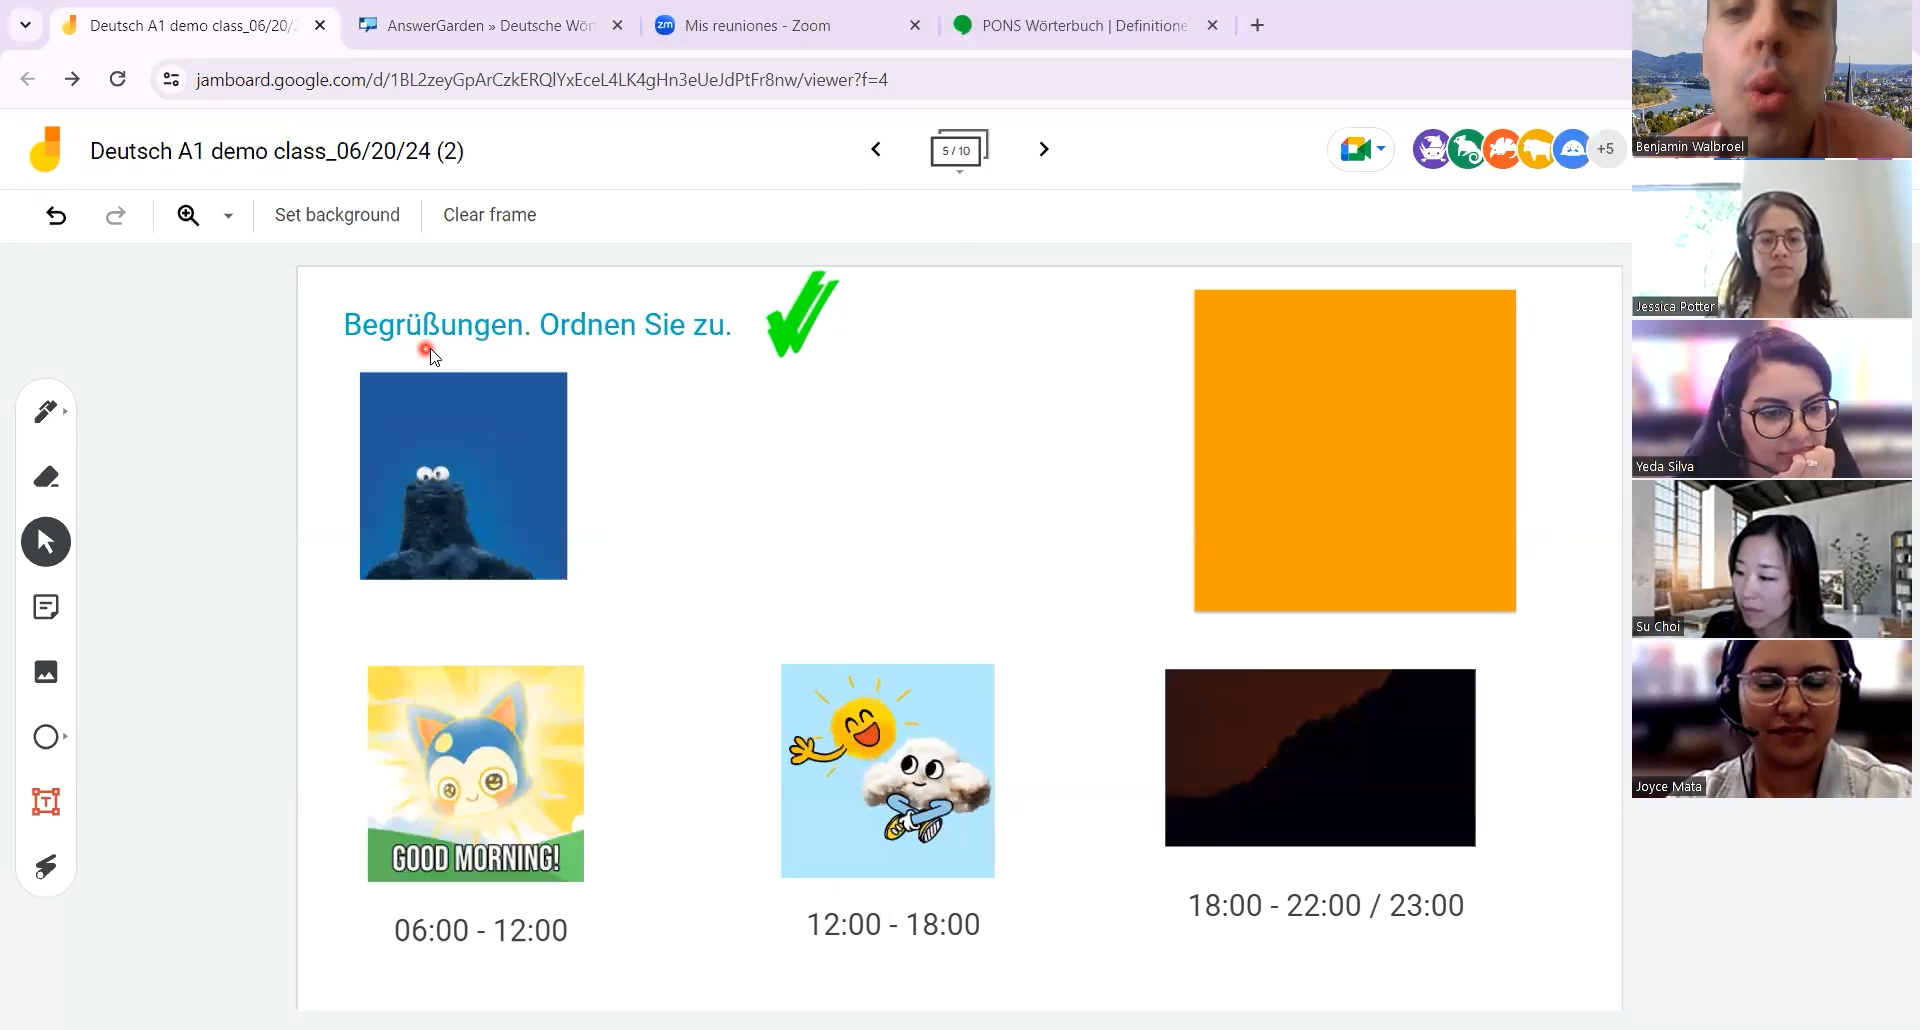 Deutsch A1 demo class_06/20/2
AnswerGarden » Deutsche Wör
zm
Mis reuniones - Zoom
PONS Wörterbuch | Definitione
jamboard.google.com/d/1BL2zeyGpArCzkERQlYxEceL4LK4gHn3eUeJdPtFr8nw/viewer?f=4
Deutsch A1 demo class_06/20/24 (2)
5 / 10
+5
Set background
Clear frame
Begrüßungen. Ordnen Sie zu.
GOOD MORNING!
06:00 - 12:00
12:00 - 18:00
18:00 - 22:00 / 23:00
T
Benjamin Walbroel
Jessica Potter
Yeda Silva
Su Choi
Joyce Mata